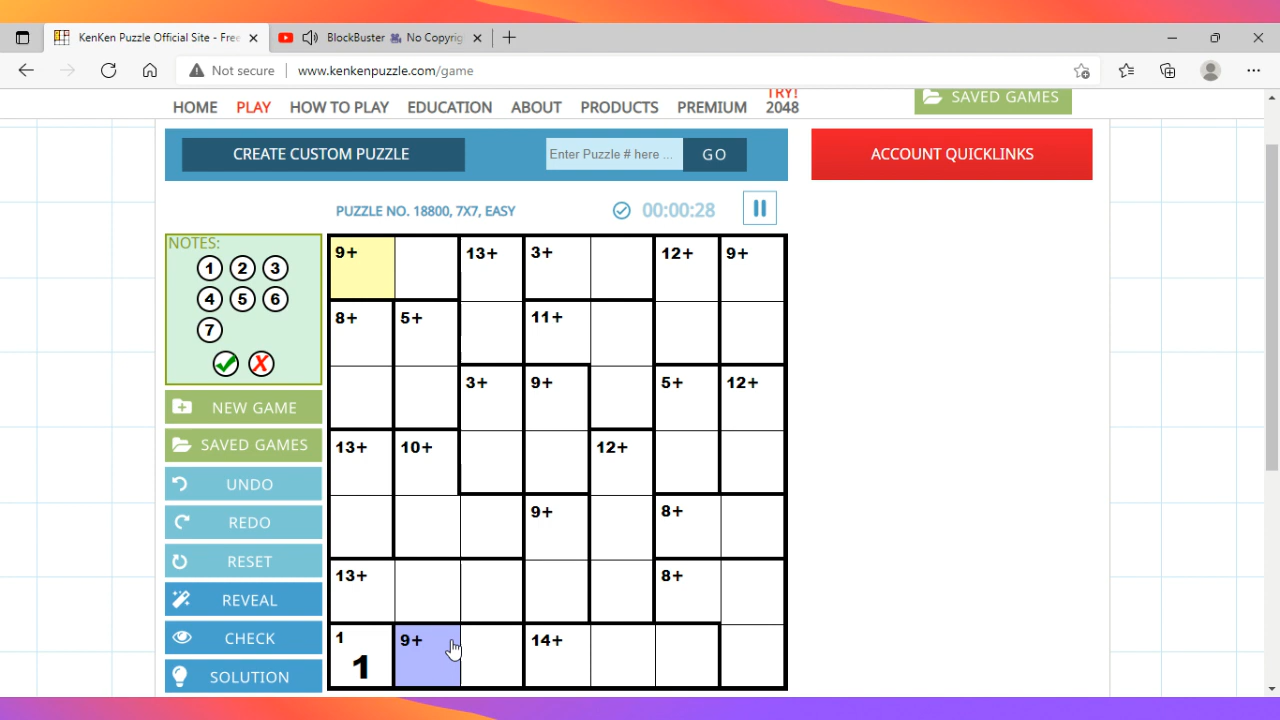 KenKen Puzzle Official Site - Free
BlockBuster 🎥 No Copyrig
Not secure
www.kenkenpuzzle.com/game
HOME PLAY HOW TO PLAY EDUCATION ABOUT PRODUCTS PREMIUM TRY! 2048
SAVED GAMES
CREATE CUSTOM PUZZLE
Enter Puzzle # here ...
GO
ACCOUNT QUICKLINKS
PUZZLE NO. 18800, 7X7, EASY
00:00:28
NOTES:
1 2 3
4 5 6
7
NEW GAME
SAVED GAMES
UNDO
REDO
RESET
REVEAL
CHECK
SOLUTION
9+ 13+ 3+ 12+ 9+
8+ 5+ 11+
3+ 9+ 5+ 12+
13+ 10+ 12+
9+ 8+
13+ 8+
1 9+ 14+
1